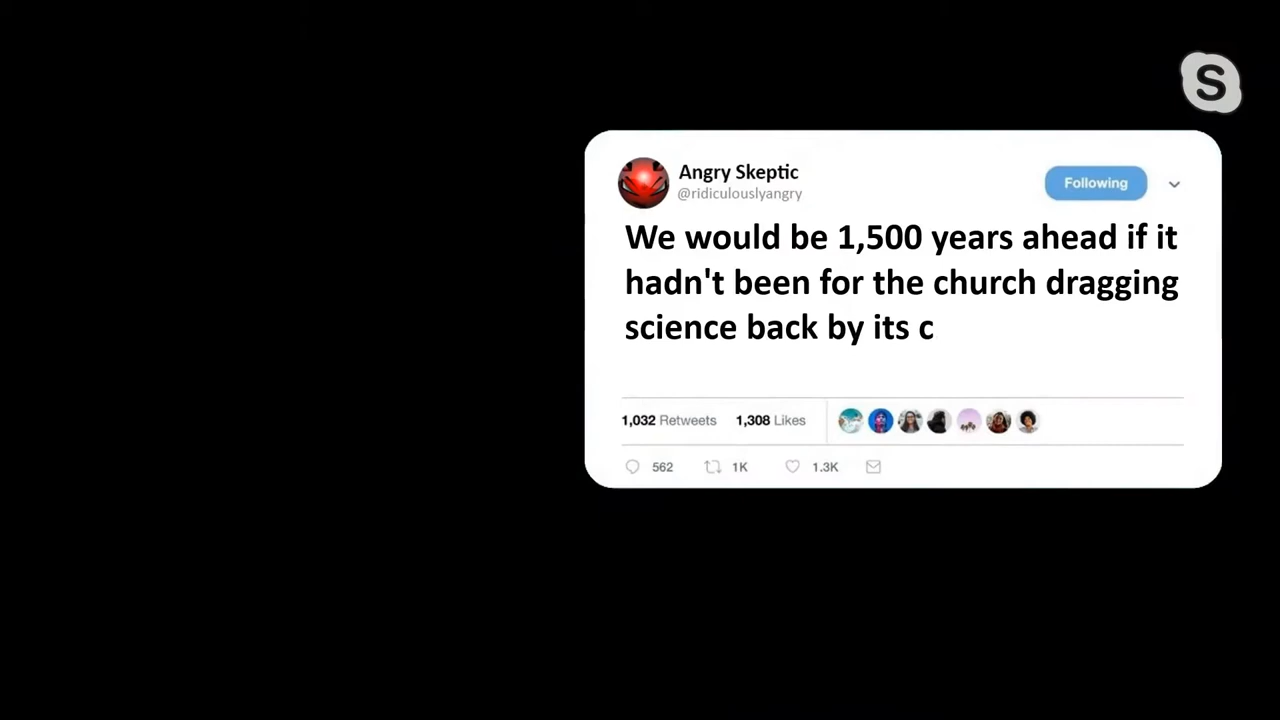 S
Angry Skeptic
@ridiculouslyangry
Following
We would be 1,500 years ahead if it
hadn't been for the church dragging
science back by its c
1,032 Retweets 1,308 Likes
562 1K 1.3K